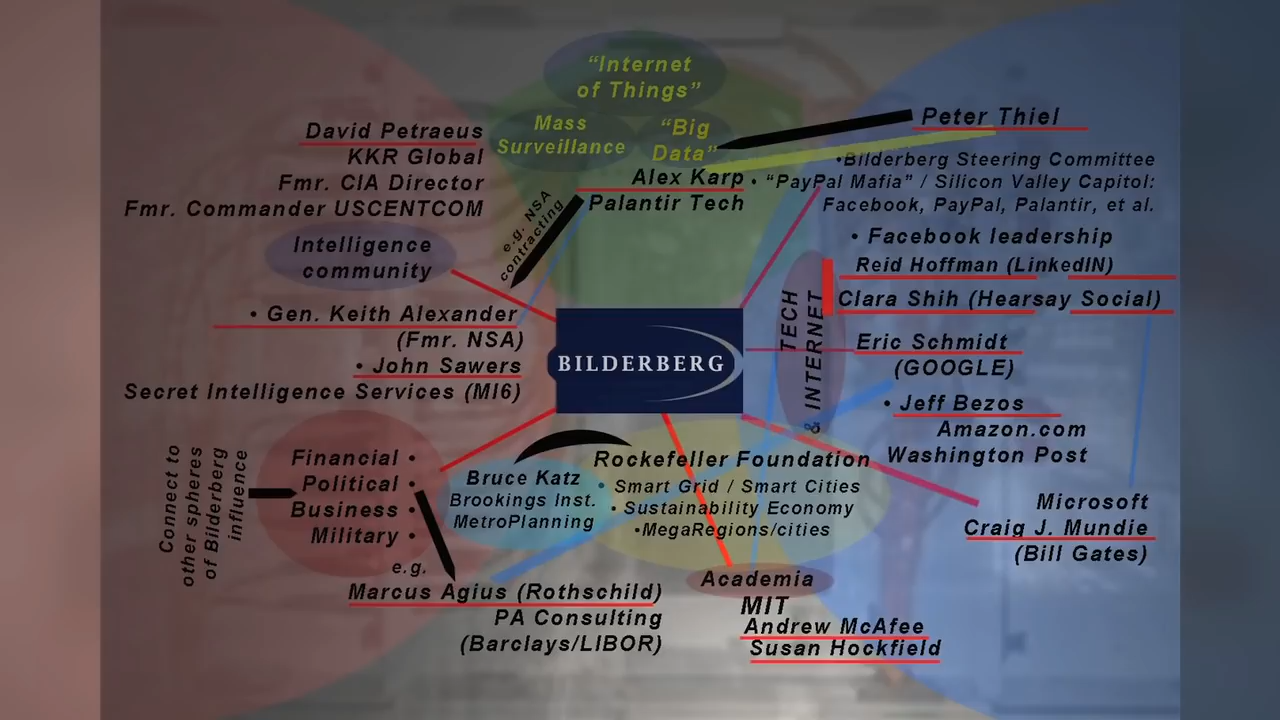 “Internet
of Things”
Mass
Surveillance
“Big
Data”
David Petraeus
KKR Global
Fmr. CIA Director
Fmr. Commander USCENTCOM
Intelligence
community
• Gen. Keith Alexander
(Fmr. NSA)
• John Sawers
Secret Intelligence Services (MI6)
Alex Karp
Palantir Tech
e.g. NSA
contracting
Peter Thiel
•Bilderberg Steering Committee
• “PayPal Mafia” / Silicon Valley Capitol:
Facebook, PayPal, Palantir, et al.
• Facebook leadership
Reid Hoffman (LinkedIN)
Clara Shih (Hearsay Social)
TECH
& INTERNET
Eric Schmidt
(GOOGLE)
• Jeff Bezos
Amazon.com
Washington Post
Microsoft
Craig J. Mundie
(Bill Gates)
BILDERBERG
Connect to
other spheres
of Bilderberg
influence
Financial •
Political •
Business •
Military •
e.g.
Marcus Agius (Rothschild)
PA Consulting
(Barclays/LIBOR)
Bruce Katz
Brookings Inst.
MetroPlanning
Rockefeller Foundation
• Smart Grid / Smart Cities
• Sustainability Economy
•MegaRegions/cities
Academia
MIT
Andrew McAfee
Susan Hockfield